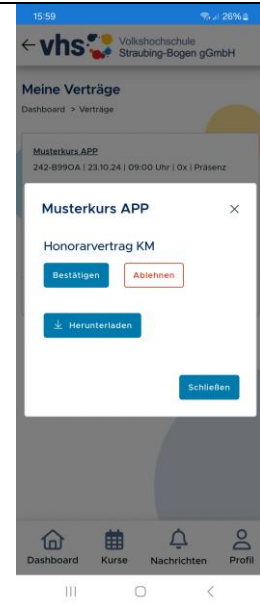 15:59
26%
vhs
Volkshochschule
Straubing-Bogen gGmbH
Meine Verträge
Dashboard > Verträge
Musterkurs APP
242-B99OA | 23.10.24 | 09:00 Uhr | 0x | Präsenz
Musterkurs APP
Honorarvertrag KM
Bestätigen
Ablehnen
Herunterladen
Schließen
Dashboard
Kurse
Nachrichten
Profil